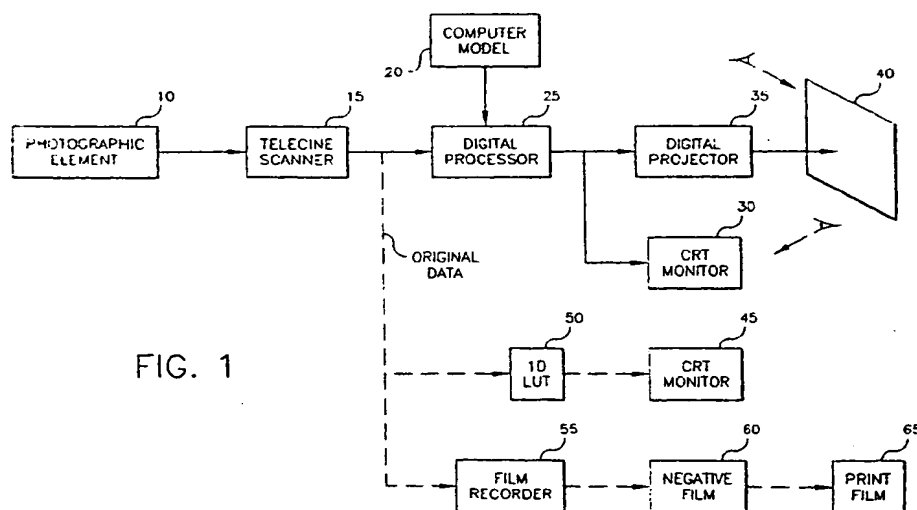 COMPUTER
MODEL
20
10
15
25
35
40
PHOTOGRAPHIC
ELEMENT
TELECINE
SCANNER
DIGITAL
PROCESSOR
DIGITAL
PROJECTOR
30
CRT
MONITOR
ORIGINAL
DATA
50
45
1D
LUT
CRT
MONITOR
FIG. 1
55
60
65
FILM
RECORDER
NEGATIVE
FILM
PRINT
FILM